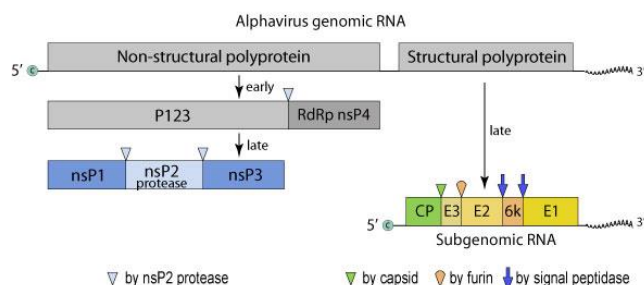 Alphavirus genomic RNA
Non-structural polyprotein
Structural polyprotein
5′ c
3′
early
P123
RdRp nsP4
late
late
nsP1
nsP2
protease
nsP3
CP E3 E2 6k E1
5′ c
3′
Subgenomic RNA
by nsP2 protease
by capsid
by furin
by signal peptidase